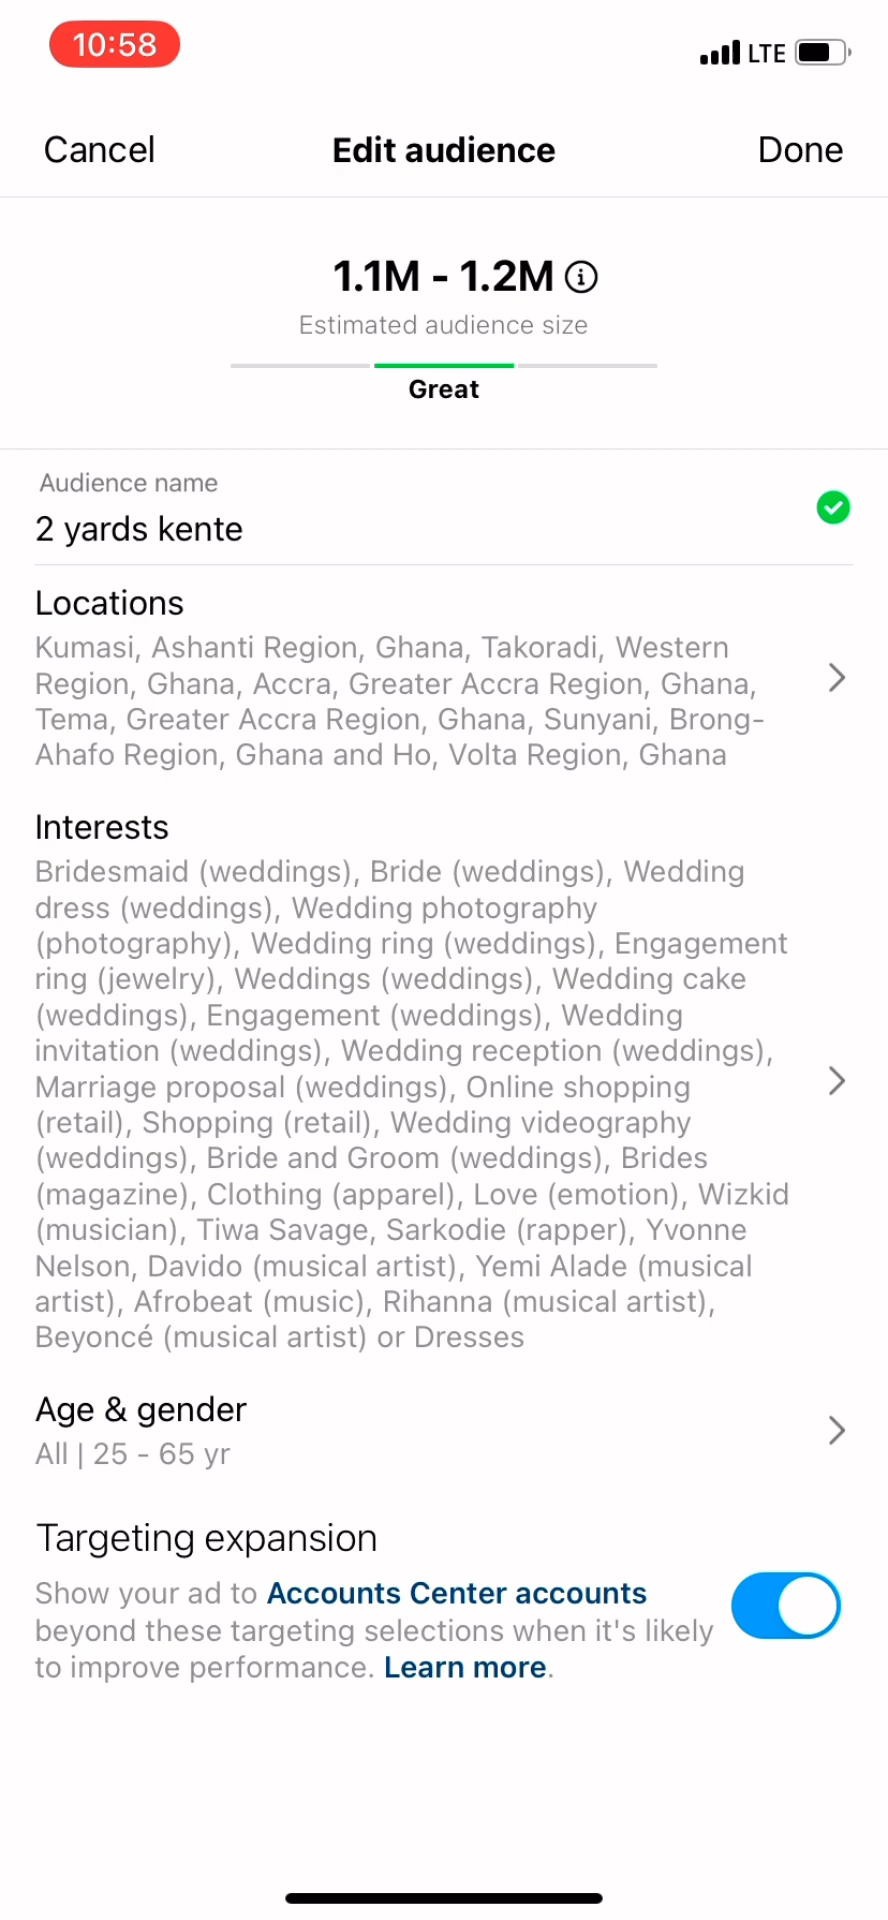 10:58
LTE
Cancel
Edit audience
Done
1.1M - 1.2M
Estimated audience size
Great
Audience name
2 yards kente
Locations
Kumasi, Ashanti Region, Ghana, Takoradi, Western
Region, Ghana, Accra, Greater Accra Region, Ghana,
Tema, Greater Accra Region, Ghana, Sunyani, Brong-
Ahafo Region, Ghana and Ho, Volta Region, Ghana
Interests
Bridesmaid (weddings), Bride (weddings), Wedding
dress (weddings), Wedding photography
(photography), Wedding ring (weddings), Engagement
ring (jewelry), Weddings (weddings), Wedding cake
(weddings), Engagement (weddings), Wedding
invitation (weddings), Wedding reception (weddings),
Marriage proposal (weddings), Online shopping
(retail), Shopping (retail), Wedding videography
(weddings), Bride and Groom (weddings), Brides
(magazine), Clothing (apparel), Love (emotion), Wizkid
(musician), Tiwa Savage, Sarkodie (rapper), Yvonne
Nelson, Davido (musical artist), Yemi Alade (musical
artist), Afrobeat (music), Rihanna (musical artist),
Beyoncé (musical artist) or Dresses
Age & gender
All | 25 - 65 yr
Targeting expansion
Show your ad to Accounts Center accounts
beyond these targeting selections when it's likely
to improve performance. Learn more.